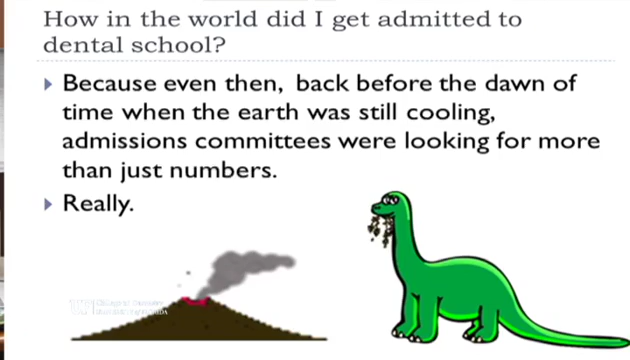 How in the world did I get admitted to
dental school?
Because even then, back before the dawn of
time when the earth was still cooling,
admissions committees were looking for more
than just numbers.
Really.